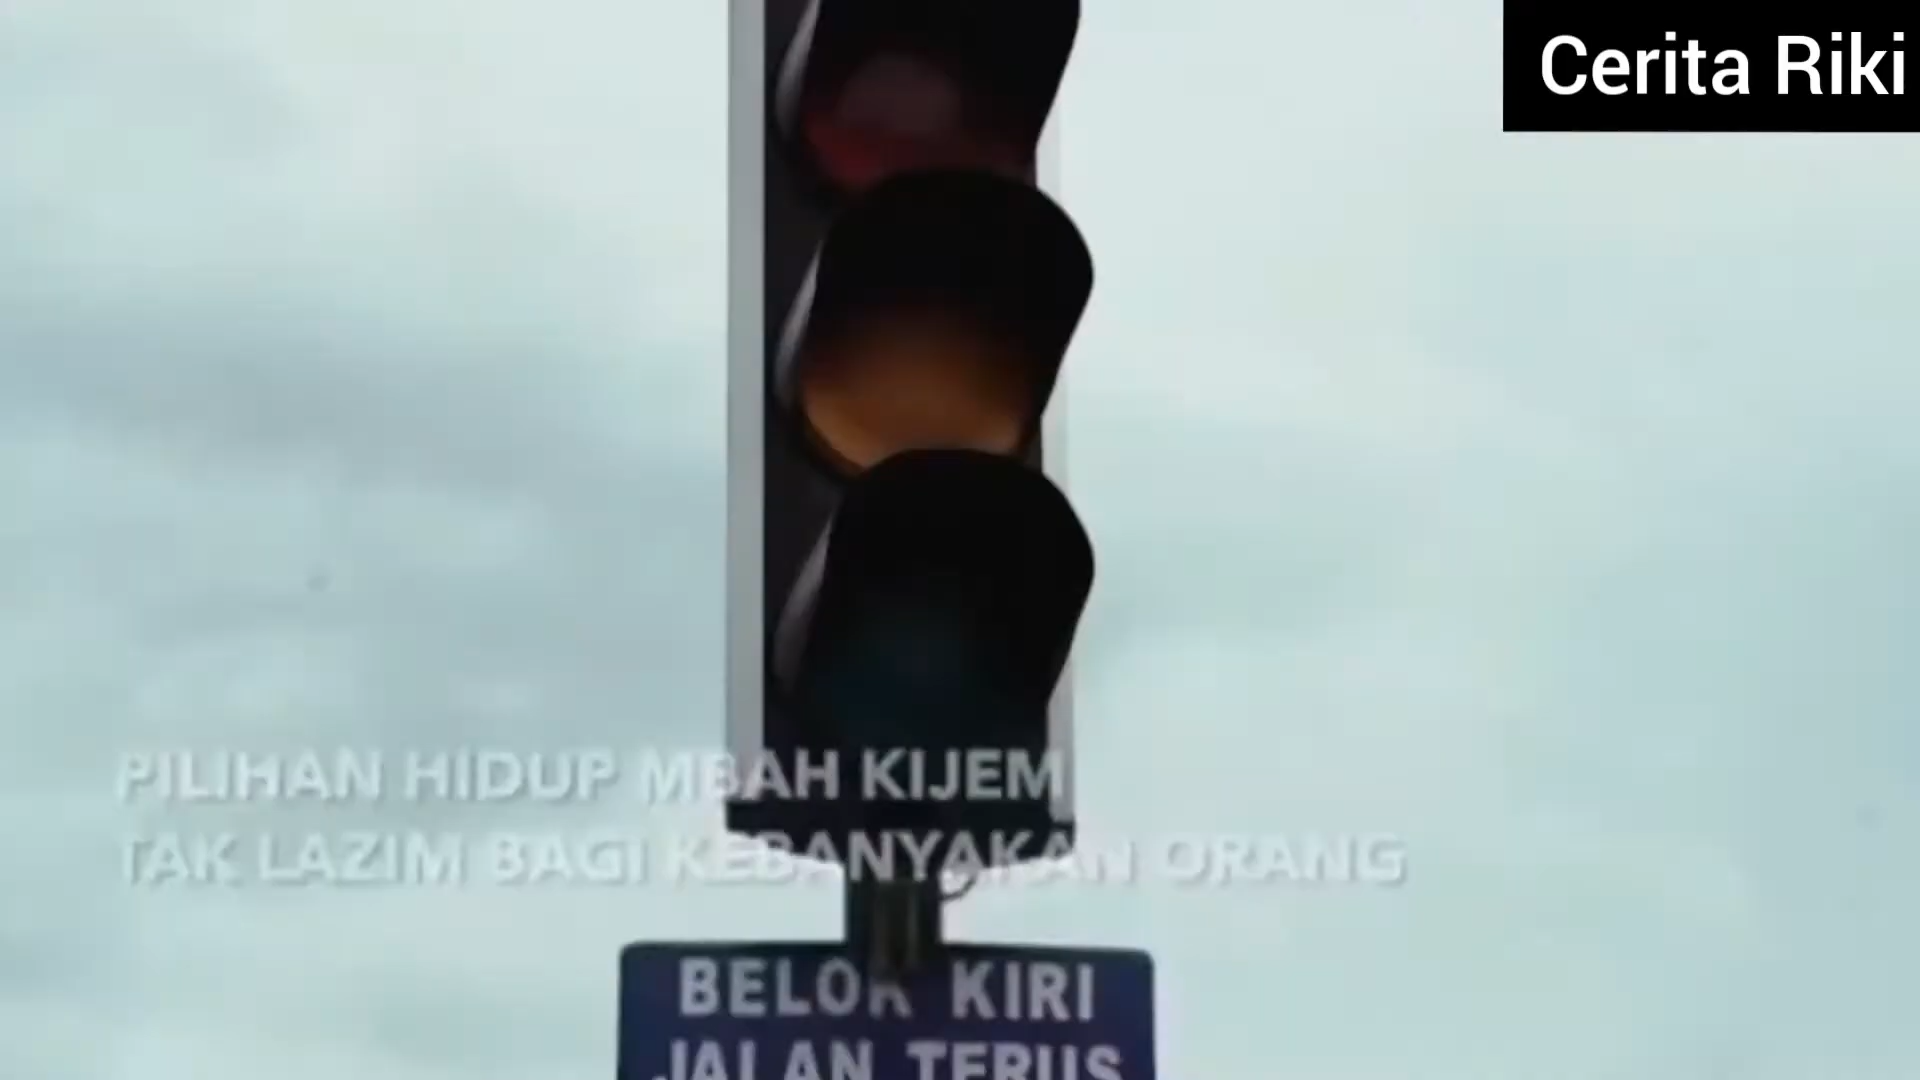 Cerita Riki
PILIHAN HIDUP MBAH KIJEM
TAK LAZIM BAGI KEBANYAKAN ORANG
BELOK KIRI
JALAN TERUS